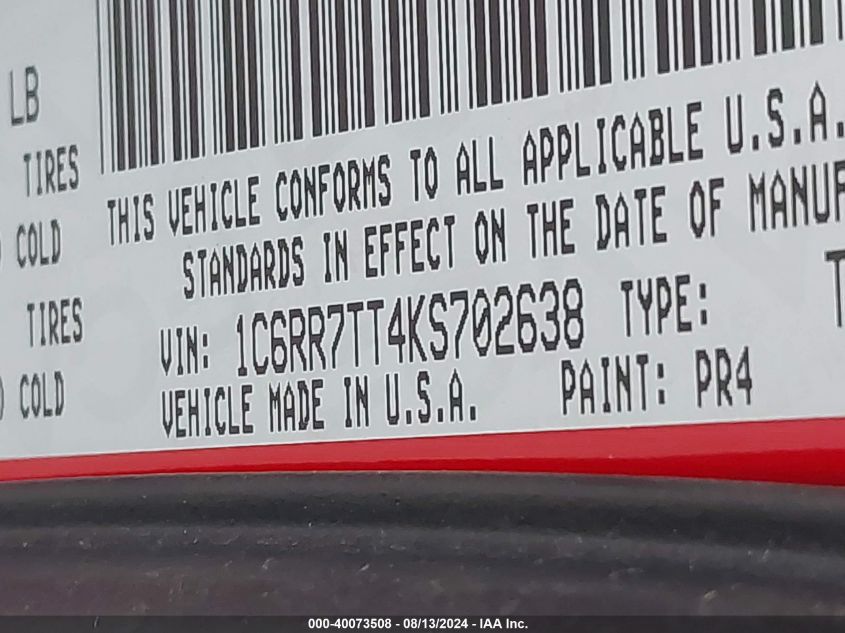 LB
TIRES
COLD
TIRES
COLD
THIS VEHICLE CONFORMS TO ALL APPLICABLE U.S.A.
STANDARDS IN EFFECT ON THE DATE OF MANUF
VIN: 1C6RR7TT4KS702638 TYPE: T
VEHICLE MADE IN U.S.A. PAINT: PR4
000-40073508 - 08/13/2024 - IAA Inc.